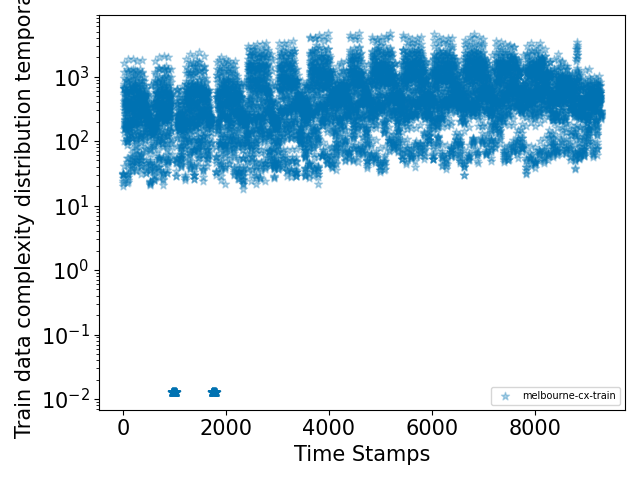 Train data complexity distribution tempora
10³
10²
10¹
10⁰
10⁻¹
10⁻²
melbourne-cx-train
0 2000 4000 6000 8000
Time Stamps